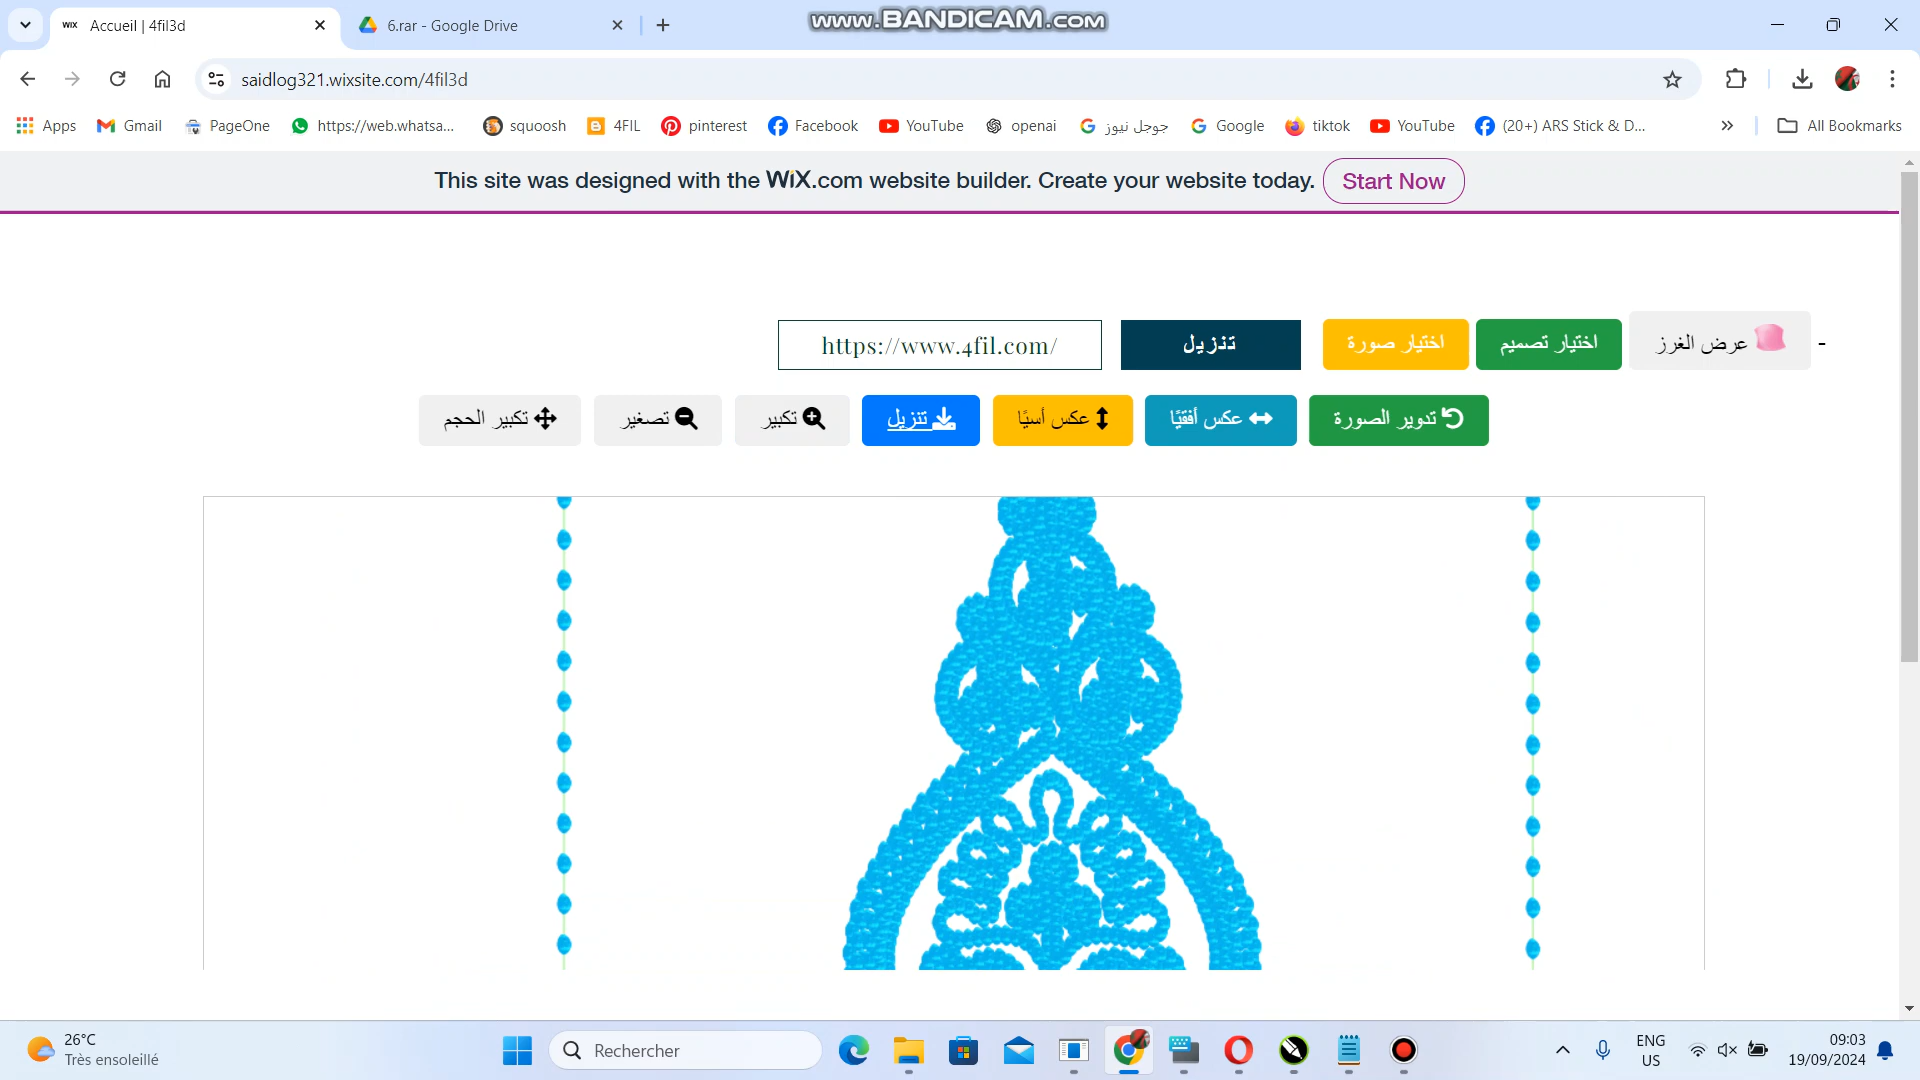 Accueil | 4fil3d
6.rar - Google Drive
www.BANDICAM.com
saidlog321.wixsite.com/4fil3d
Apps
Gmail
PageOne
https://web.whatsa...
squoosh
4FIL
pinterest
Facebook
YouTube
openai
جوجل نيوز
Google
tiktok
YouTube
(20+) ARS Stick & D...
All Bookmarks
This site was designed with the WiX.com website builder. Create your website today.
Start Now
https://www.4fil.com/
تنزيل
اختيار صورة
اختيار تصميم
عرض الغرز
-
تكبير الحجم
تصغير
تكبير
تنزيل
عكس أسيًا
عكس أفقيًا
تدوير الصورة
26°C
Très ensoleillé
Rechercher
ENG
US
09:03
19/09/2024